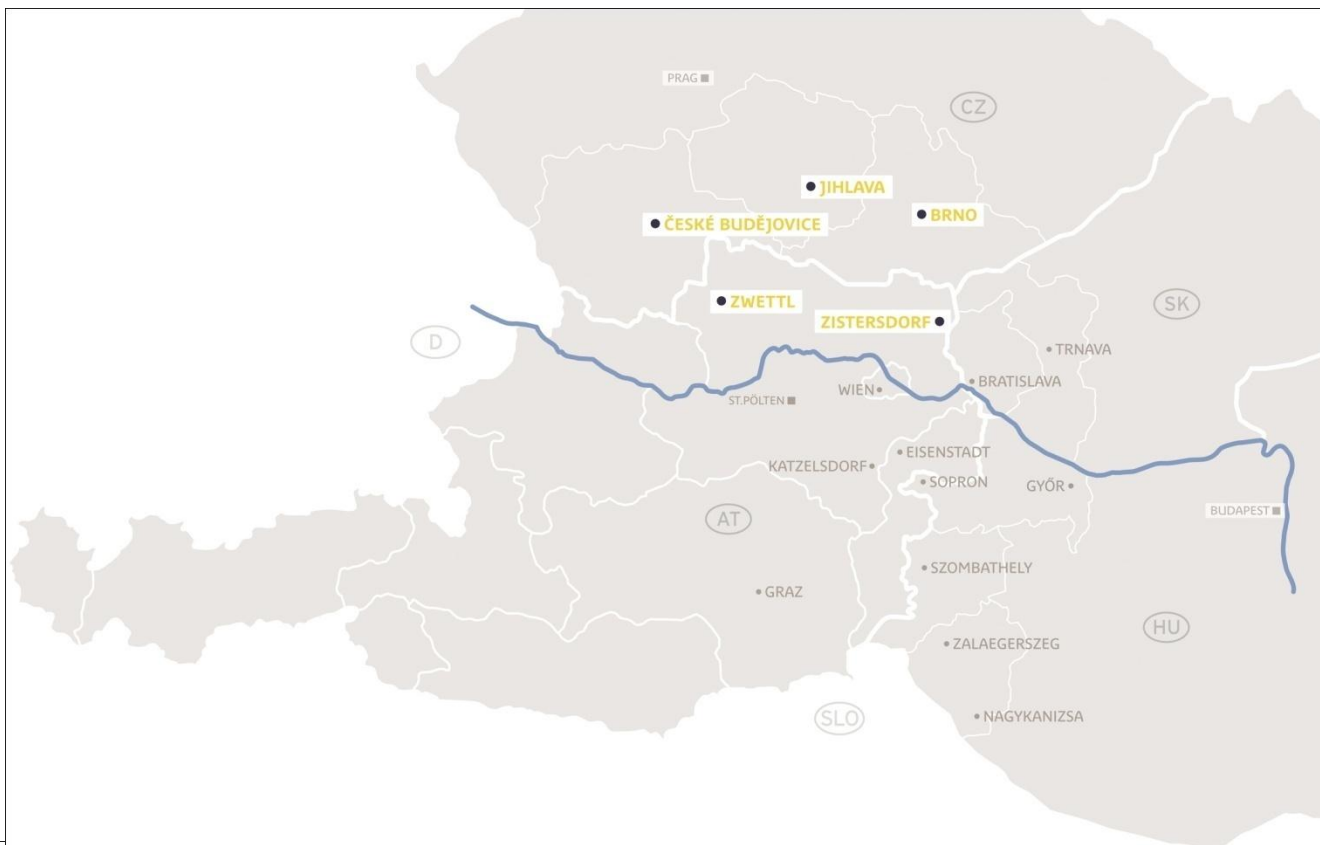 PRAG
CZ
JIHLAVA
BRNO
ČESKÉ BUDĚJOVICE
ZWETTL
SK
ZISTERSDORF
D
TRNAVA
BRATISLAVA
WIEN
ST.PÖLTEN
EISENSTADT
KATZELSDORF
SOPRON
GYŐR
BUDAPEST
AT
SZOMBATHELY
GRAZ
HU
ZALAEGERSZEG
SLO
NAGYKANIZSA